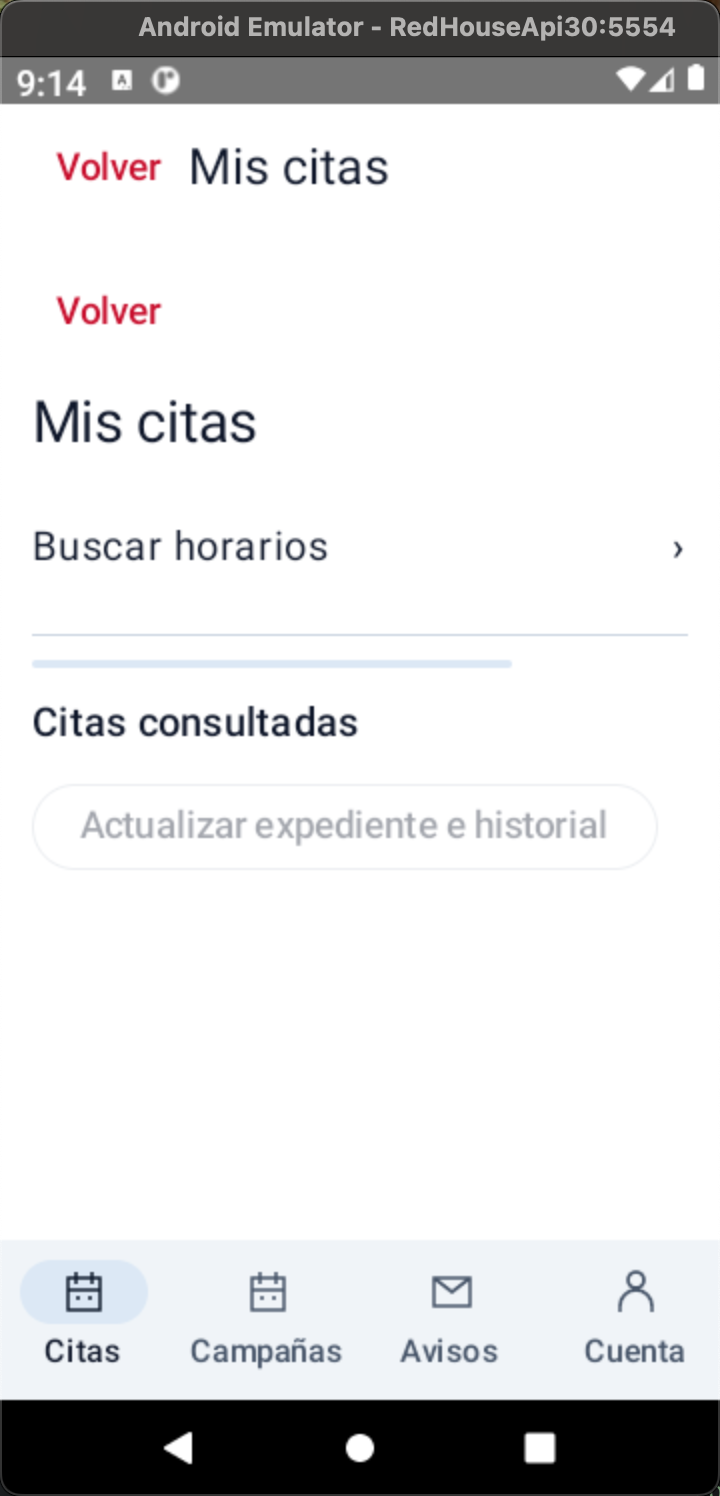 Android Emulator - RedHouseApi30:5554
9:14
Volver Mis citas
Volver
Mis citas
Buscar horarios ›
Citas consultadas
Actualizar expediente e historial
Citas Campañas Avisos Cuenta